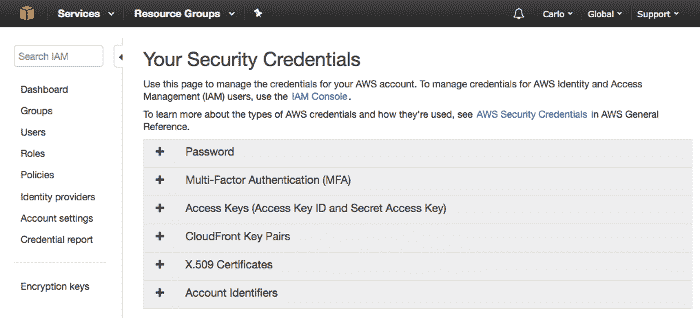 Services Resource Groups Carlo Global Support
Search IAM
Dashboard
Groups
Users
Roles
Policies
Identity providers
Account settings
Credential report
Encryption keys
Your Security Credentials
Use this page to manage the credentials for your AWS account. To manage credentials for AWS Identity and Access
Management (IAM) users, use the IAM Console.
To learn more about the types of AWS credentials and how they're used, see AWS Security Credentials in AWS General
Reference.
Password
Multi-Factor Authentication (MFA)
Access Keys (Access Key ID and Secret Access Key)
CloudFront Key Pairs
X.509 Certificates
Account Identifiers